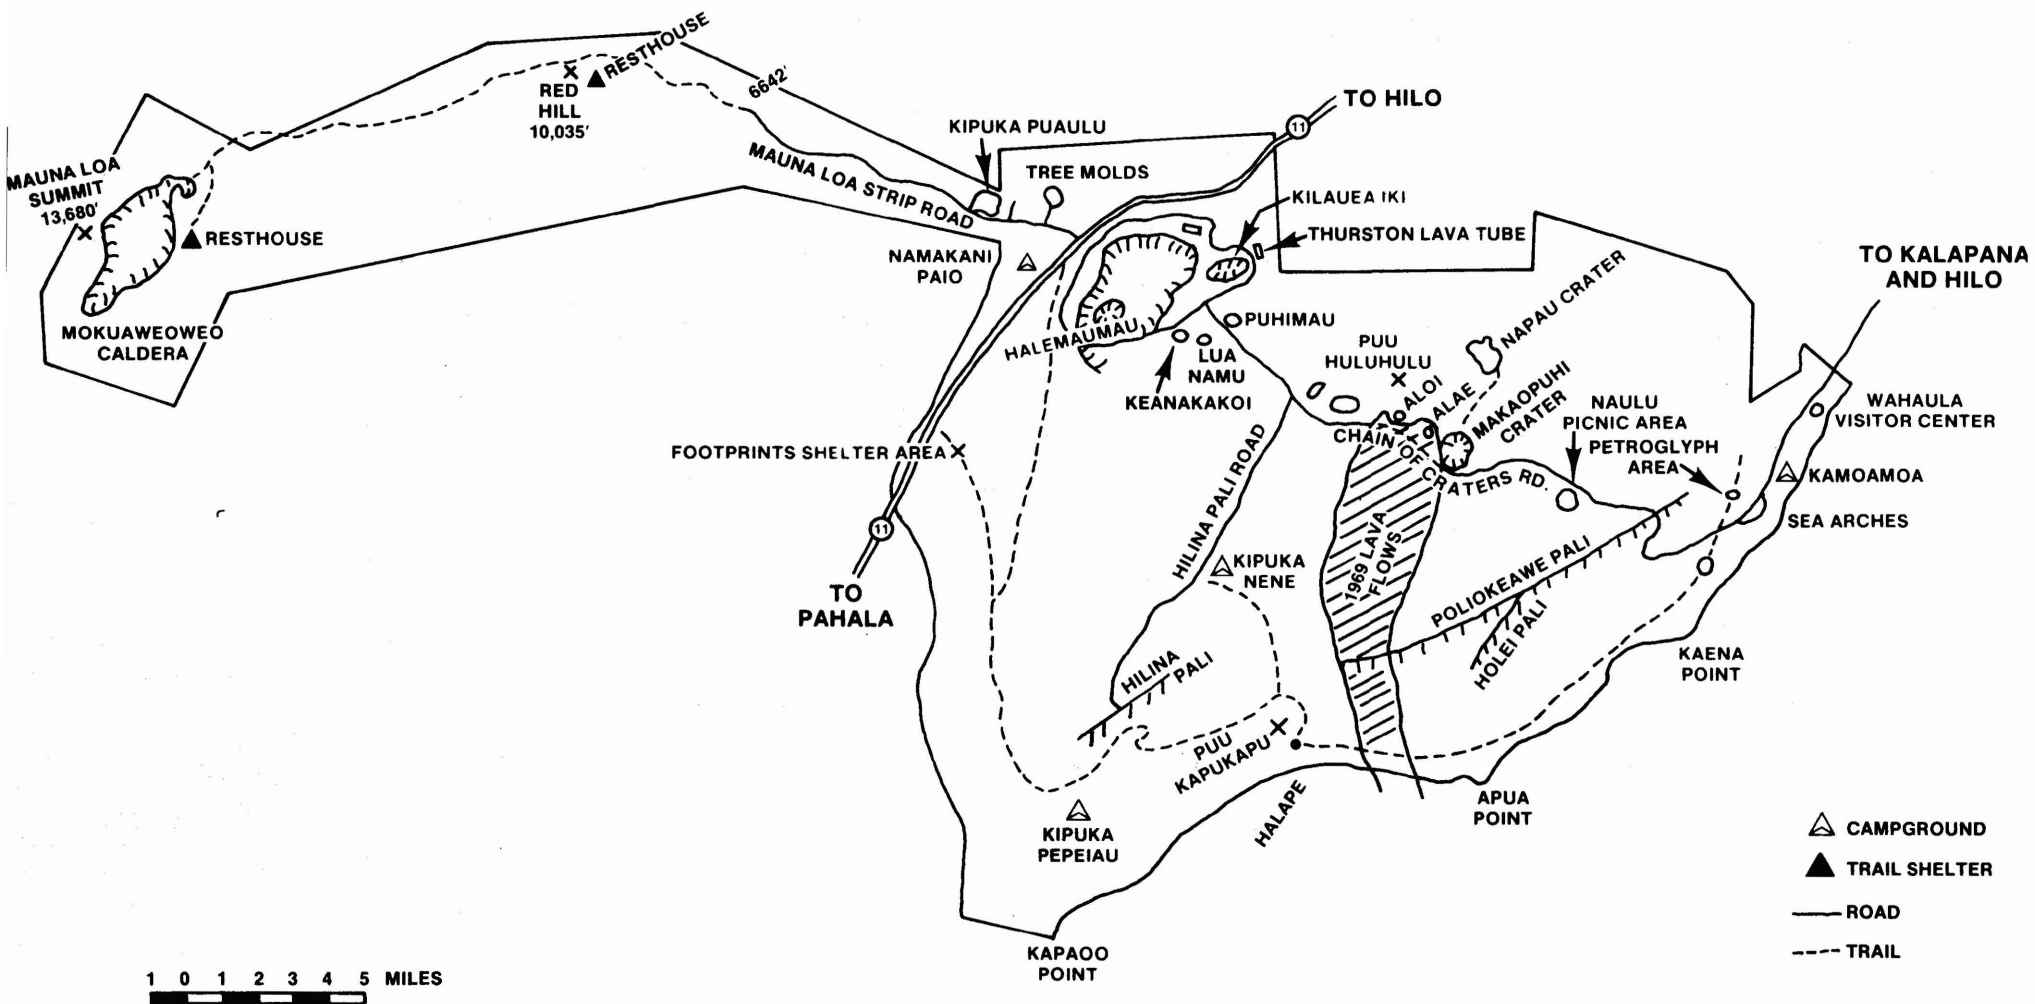 RESTHOUSE
6642'
RED
HILL
10,035'
11
TO HILO
KIPUKA PUAULU
TREE MOLDS
MAUNA LOA STRIP ROAD
MAUNA LOA
SUMMIT
13,680'
RESTHOUSE
MOKUAWEOWEO
CALDERA
NAMAKANI
PAIO
KILAUEA IKI
THURSTON LAVA TUBE
TO KALAPANA
AND HILO
HALEMAUMAU
PUHIMAU
LUA
NAMU
KEANAKAKOI
PUU
HULUHULU
ALOI
ALAE
NAPAU CRATER
MAKAOPUHI
CRATER
NAULU
PICNIC AREA
PETROGLYPH
AREA
WAHAULA
VISITOR CENTER
KAMOAMOA
SEA ARCHES
FOOTPRINTS SHELTER AREA
CHAIN OF CRATERS RD.
HILINA PALI ROAD
11
TO
PAHALA
KIPUKA
NENE
1969 LAVA
FLOWS
POLIOKEAWE PALI
HOLEI PALI
KAENA
POINT
HILINA
PALI
PUU
KAPUKAPU
HALAPE
APUA
POINT
KIPUKA
PEPEIAU
KAPAOO
POINT
CAMPGROUND
TRAIL SHELTER
ROAD
TRAIL
1 0 1 2 3 4 5 MILES